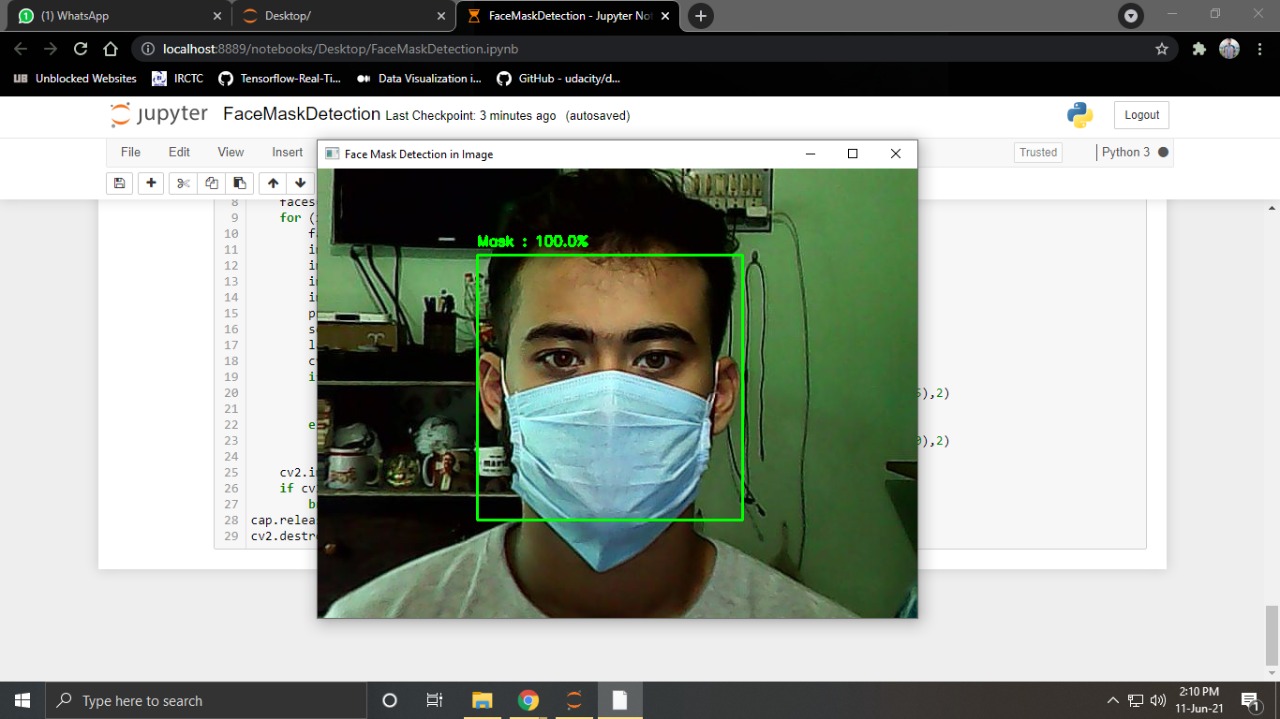 (1) WhatsApp
Desktop/
FaceMaskDetection - Jupyter Not
localhost:8889/notebooks/Desktop/FaceMaskDetection.ipynb
UB Unblocked Websites
IRCTC
Tensorflow-Real-Ti...
Data Visualization i...
GitHub - udacity/d...
jupyter FaceMaskDetection Last Checkpoint: 3 minutes ago (autosaved)
Logout
File Edit View Insert
Trusted
Python 3
Face Mask Detection in Image
Mask : 100.0%
8 faces
9 for (
10 f
11 i
12 i
13 i
14 i
15 p
16 s
17 l
18 c
19 i
20 ),2)
21
22 e
23 ),2)
24
25 cv2.i
26 if cv
27 b
28 cap.relea
29 cv2.destr
Type here to search
2:10 PM
11-Jun-21
1